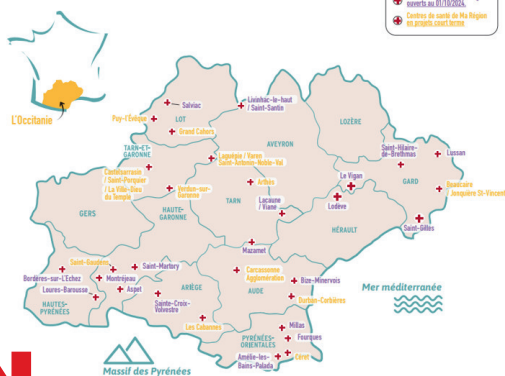 ouverts au 01/10/2024.
Centres de santé de Ma Région
en projets court terme
L'Occitanie
Salviac
Puy-l'Évêque
LOT
Grand Cahors
Livinhac-le-haut
/ Saint-Santin
AVEYRON
LOZÈRE
TARN-ET-
GARONNE
Castelsarrasin
/ Saint-Porquier
/ La Ville-Dieu
du Temple
Laguépie / Varen
Saint-Antonin-Noble-Val
Verdun-sur-
Garonne
Arthès
TARN
Lacaune
/ Viane
Saint-Hilaire-
de-Brethmas
Lussan
Le Vigan
GARD
Beaucaire
Jonquière St-Vincent
Lodève
Saint-Gilles
GERS
HAUTE-
GARONNE
HÉRAULT
Mazamet
Saint-Gaudens
Saint-Martory
Bordères-sur-L'Echez
Montréjeau
Loures-Barousse
Aspet
Sainte-Croix-
Volvestre
ARIÈGE
Carcassonne
Agglomération
AUDE
Bize-Minervois
Durban-Corbières
Mer méditerranée
HAUTES-
PYRÉNÉES
Les Cabannes
Millas
PYRÉNÉES-
ORIENTALES
Fourques
Amélie-les-
Bains-Palada
Céret
Massif des Pyrénées